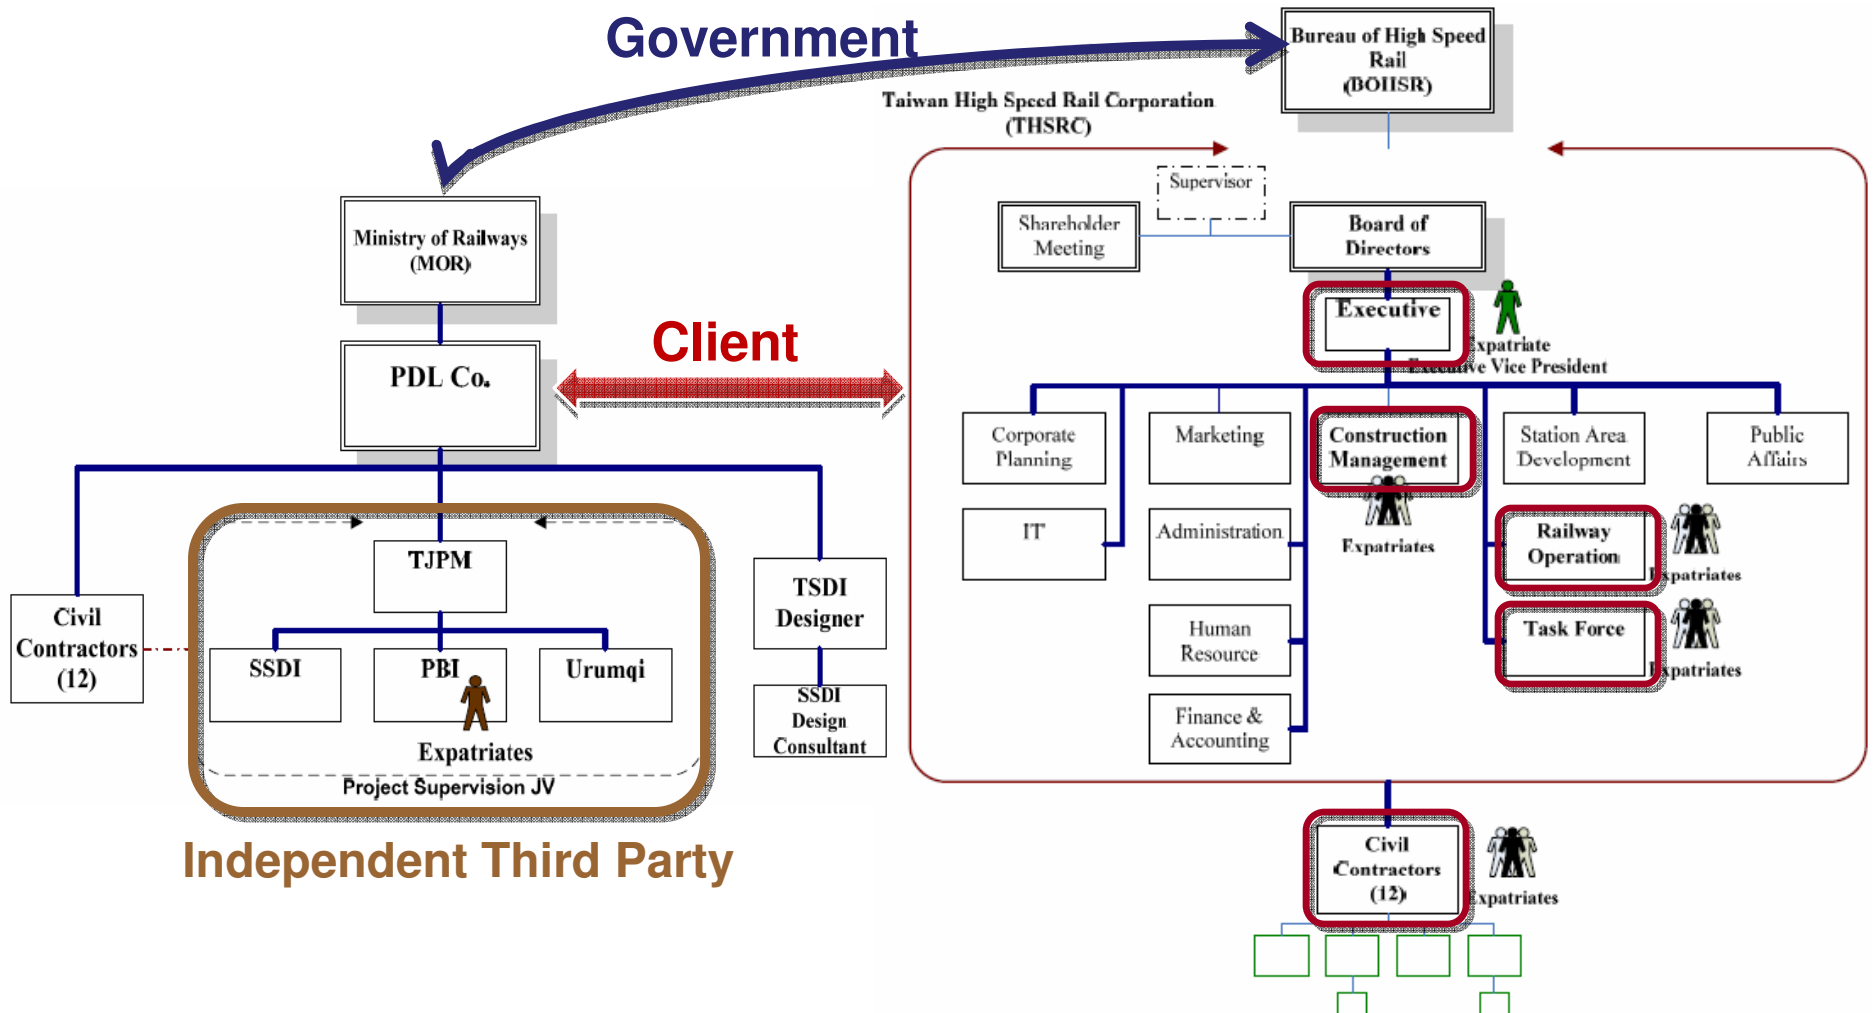 Government
Bureau of High Speed
Rail
(BOHSR)
Taiwan High Speed Rail Corporation
(THSRC)
Supervisor
Shareholder
Meeting
Board of
Directors
Ministry of Railways
(MOR)
Executive
Expatriate
Executive Vice President
Client
PDL Co.
Corporate
Planning
Marketing
Construction
Management
Station Area
Development
Public
Affairs
IT
Administration
Expatriates
Railway
Operation
Expatriates
Human
Resource
Task Force
Expatriates
Finance &
Accounting
TJPM
TSDI
Designer
Civil
Contractors
(12)
SSDI
PBI
Urumqi
SSDI
Design
Consultant
Expatriates
Project Supervision JV
Independent Third Party
Civil
Contractors
(12)
Expatriates